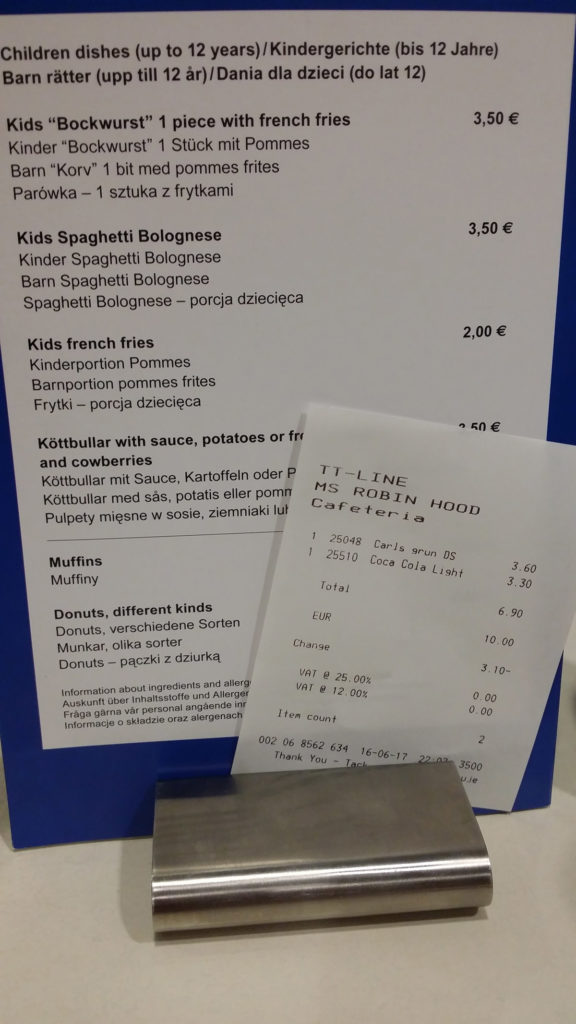 Children dishes (up to 12 years)/Kindergerichte (bis 12 Jahre)
Barn rätter (upp till 12 år)/Dania dla dzieci (do lat 12)
Kids “Bockwurst” 1 piece with french fries 3,50 €
Kinder “Bockwurst” 1 Stück mit Pommes
Barn “Korv” 1 bit med pommes frites
Parówka – 1 sztuka z frytkami
Kids Spaghetti Bolognese 3,50 €
Kinder Spaghetti Bolognese
Barn Spaghetti Bolognese
Spaghetti Bolognese – porcja dziecięca
Kids french fries 2,00 €
Kinderportion Pommes
Barnportion pommes frites
Frytki – porcja dziecięca
Köttbullar with sauce, potatoes or
and cowberries
Köttbullar mit Sauce, Kartoffeln oder
Köttbullar med sås, potatis eller
Pulpety mięsne w sosie, ziemniaki
Muffins
Muffiny
Donuts, different kinds
Donuts, verschiedene Sorten
Munkar, olika sorter
Donuts – pączki z dziurką
Information about ingredients and
Auskunft über Inhaltsstoffe und
Fråga gärna vår personal angående
Informacje o składzie oraz alergenach
TT-LINE
MS ROBIN HOOD
Cafeteria
1 25048 Carls grun DS 3.60
1 25510 Coca Cola Light 3.30
Total 6.90
EUR 10.00
Change 3.10-
VAT @ 25.00% 0.00
VAT @ 12.00% 0.00
Item count 2
002 06 8562 634 16-06-17 3500
Thank You –